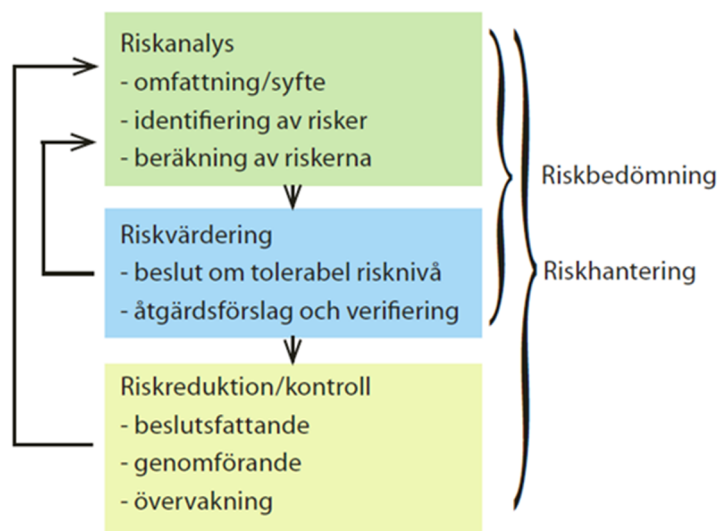 Riskanalys
- omfattning/syfte
- identifiering av risker
- beräkning av riskerna
Riskvärdering
- beslut om tolerabel risknivå
- åtgärdsförslag och verifiering
Riskreduktion/kontroll
- beslutsfattande
- genomförande
- övervakning
Riskbedömning
Riskhantering